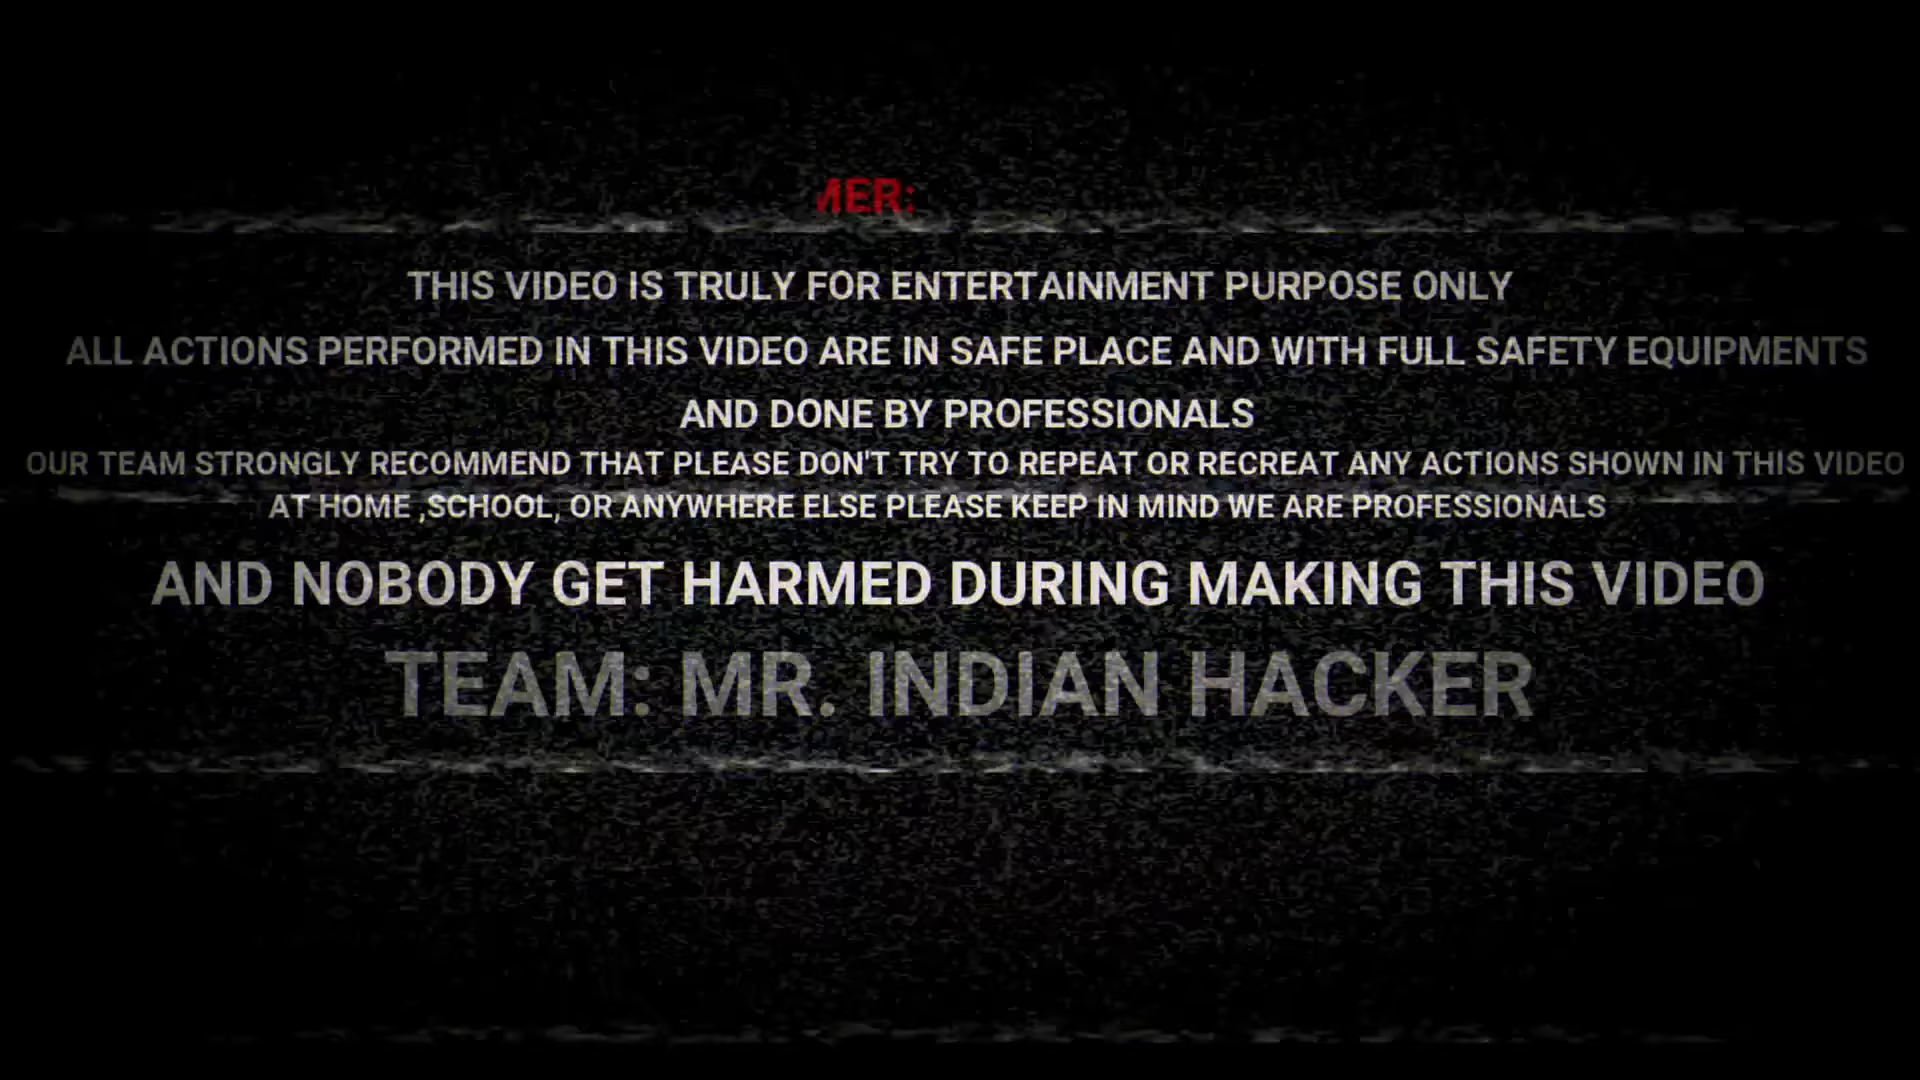 MER:
THIS VIDEO IS TRULY FOR ENTERTAINMENT PURPOSE ONLY
ALL ACTIONS PERFORMED IN THIS VIDEO ARE IN SAFE PLACE AND WITH FULL SAFETY EQUIPMENTS
AND DONE BY PROFESSIONALS
OUR TEAM STRONGLY RECOMMEND THAT PLEASE DON'T TRY TO REPEAT OR RECREAT ANY ACTIONS SHOWN IN THIS VIDEO
AT HOME ,SCHOOL, OR ANYWHERE ELSE PLEASE KEEP IN MIND WE ARE PROFESSIONALS
AND NOBODY GET HARMED DURING MAKING THIS VIDEO
TEAM: MR. INDIAN HACKER